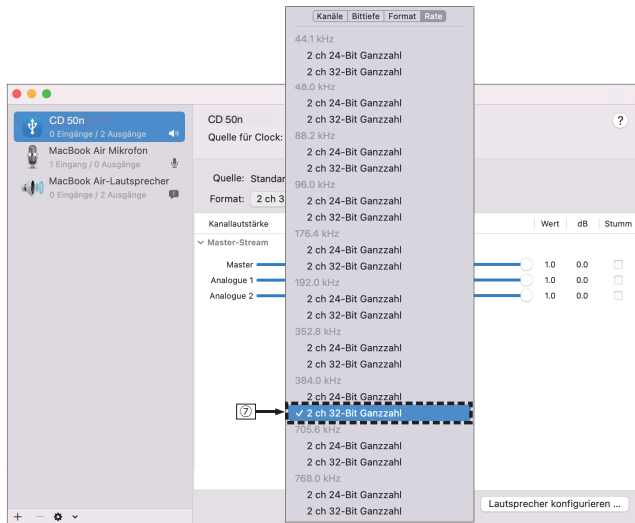 Kanäle Bittiefe Format Rate
44.1 kHz
2 ch 24-Bit Ganzzahl
2 ch 32-Bit Ganzzahl
48.0 kHz
2 ch 24-Bit Ganzzahl
2 ch 32-Bit Ganzzahl
88.2 kHz
2 ch 24-Bit Ganzzahl
2 ch 32-Bit Ganzzahl
96.0 kHz
2 ch 24-Bit Ganzzahl
2 ch 32-Bit Ganzzahl
176.4 kHz
2 ch 24-Bit Ganzzahl
2 ch 32-Bit Ganzzahl
192.0 kHz
2 ch 24-Bit Ganzzahl
2 ch 32-Bit Ganzzahl
352.8 kHz
2 ch 24-Bit Ganzzahl
2 ch 32-Bit Ganzzahl
384.0 kHz
2 ch 24-Bit Ganzzahl
⑦ ✓ 2 ch 32-Bit Ganzzahl
705.6 kHz
2 ch 24-Bit Ganzzahl
2 ch 32-Bit Ganzzahl
768.0 kHz
2 ch 24-Bit Ganzzahl
2 ch 32-Bit Ganzzahl
CD 50n
0 Eingänge / 2 Ausgänge
MacBook Air Mikrofon
1 Eingang / 0 Ausgänge
MacBook Air-Lautsprecher
0 Eingänge / 2 Ausgänge
CD 50n ?
Quelle für Clock:
Quelle: Standar
Format: 2 ch 3
Kanallautstärke Wert dB Stumm
Master-Stream
Master 1.0 0.0
Analogue 1 1.0 0.0
Analogue 2 1.0 0.0
Lautsprecher konfigurieren ...